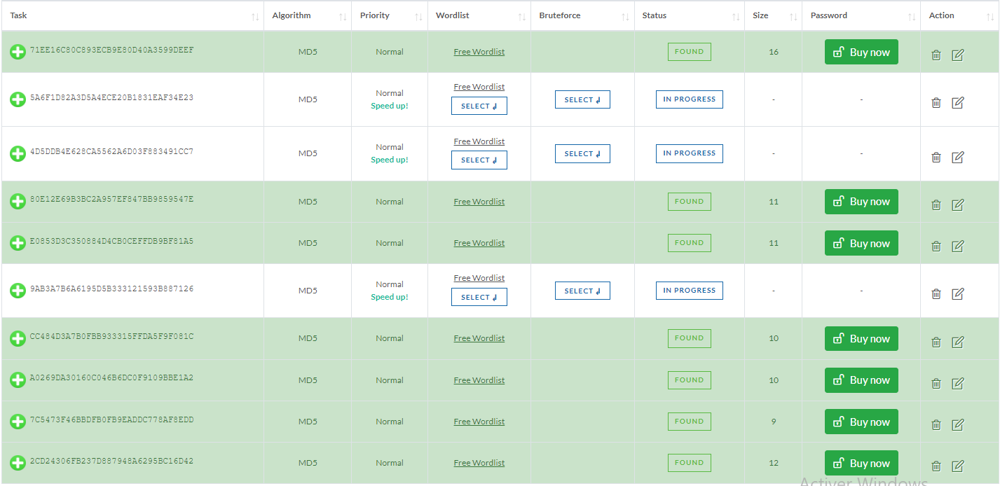 Task Algorithm Priority Wordlist Bruteforce Status Size Password Action
71EE16C80C893ECB9E80D40A3599DEEF MD5 Normal Free Wordlist FOUND 16 Buy now
5A6F1D82A3D5A4ECE20B1831EAF34E23 MD5 Normal Speed up! Free Wordlist SELECT SELECT IN PROGRESS - -
4D5DDB4E628CA5562A6D03F883491CC7 MD5 Normal Speed up! Free Wordlist SELECT SELECT IN PROGRESS - -
80E12E69B3BC2A957EF847BB9859547E MD5 Normal Free Wordlist FOUND 11 Buy now
E0853D3C350884D4CB0CEFFDB9BF81A5 MD5 Normal Free Wordlist FOUND 11 Buy now
9AB3A7B6A6195D5B333121593B887126 MD5 Normal Speed up! Free Wordlist SELECT SELECT IN PROGRESS - -
CC484D3A7B0FBB933315FFDA5F9F081C MD5 Normal Free Wordlist FOUND 10 Buy now
A0269DA30160C046B6DC0F9109BBE1A2 MD5 Normal Free Wordlist FOUND 10 Buy now
7C5473F46BBDFB0FB9EADDC778AF8EDD MD5 Normal Free Wordlist FOUND 9 Buy now
2CD24306FB237D887948A6295BC16D42 MD5 Normal Free Wordlist FOUND 12 Buy now
Activer Windows